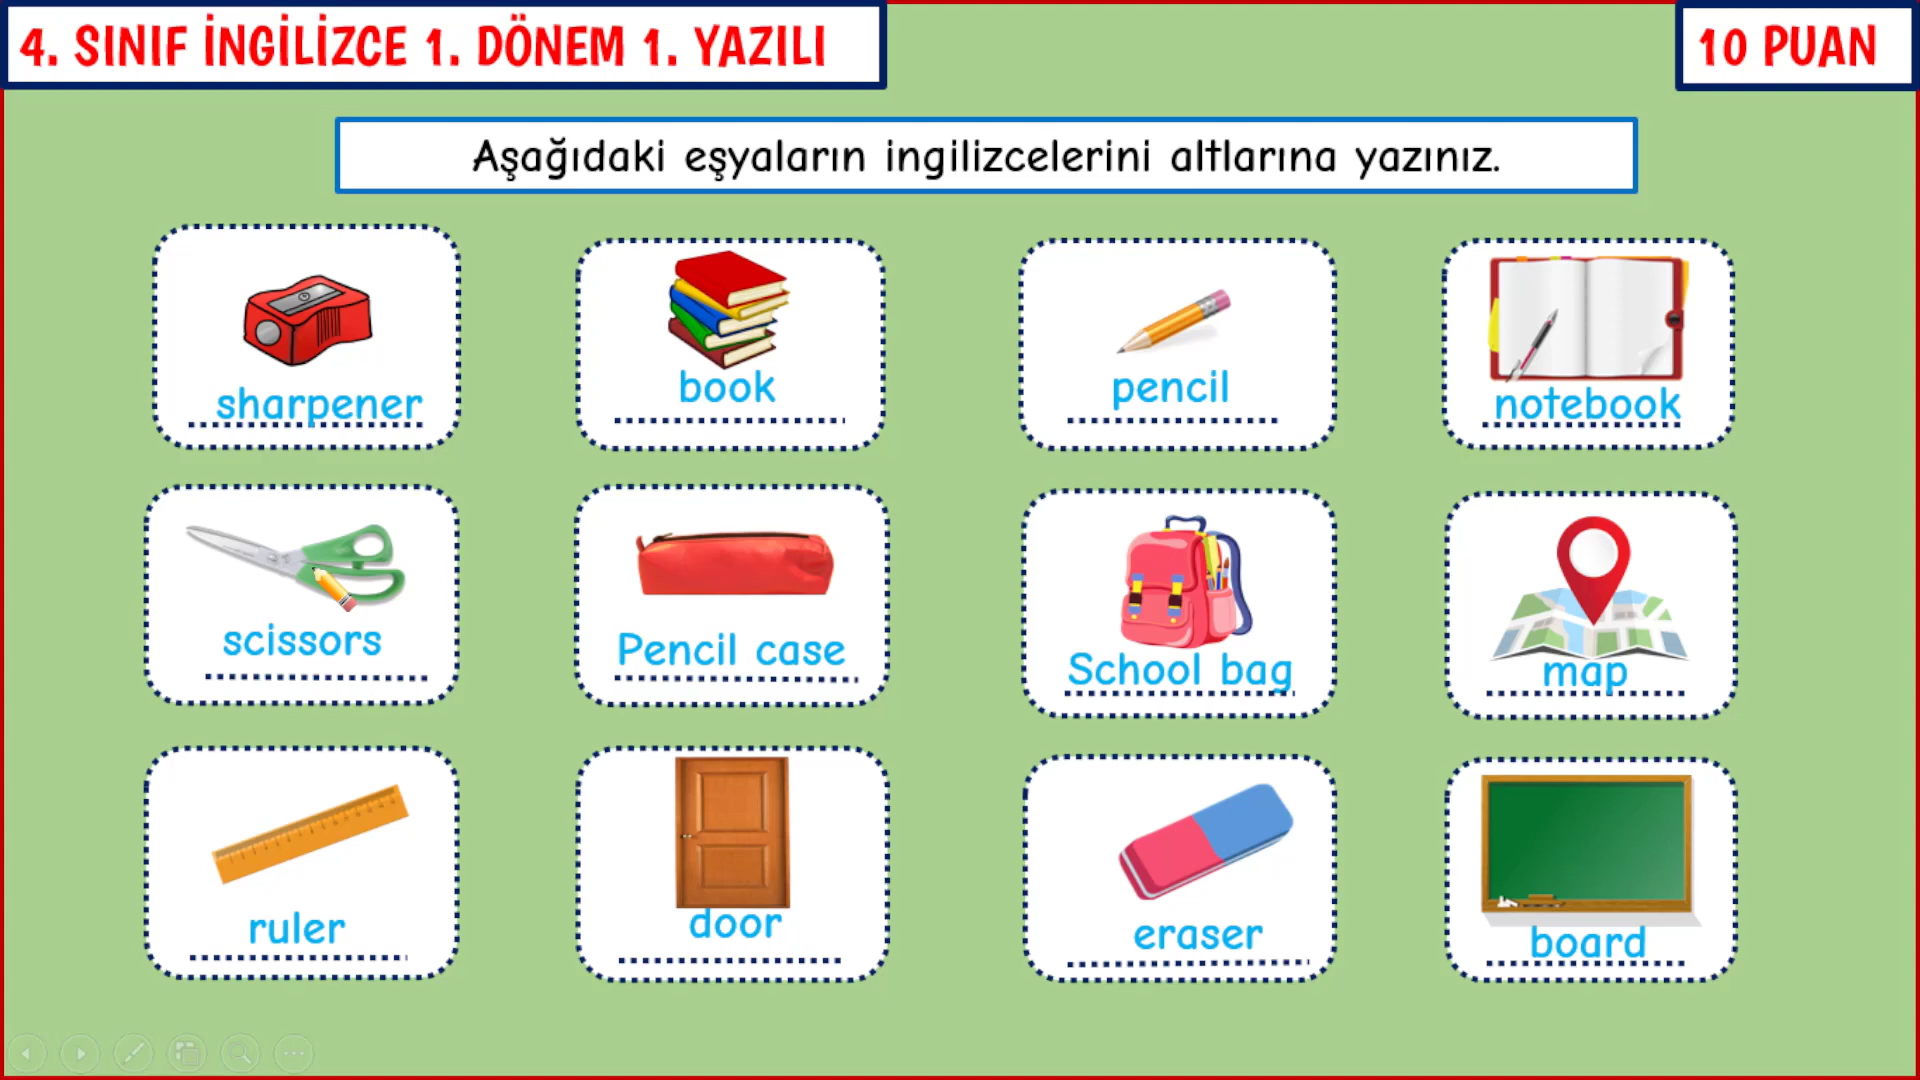 4. SINIF İNGİLİZCE 1. DÖNEM 1. YAZILI
10 PUAN
Aşağıdaki eşyaların ingilizcelerini altlarına yazınız.
sharpener
book
pencil
notebook
scissors
Pencil case
School bag
map
ruler
door
eraser
board